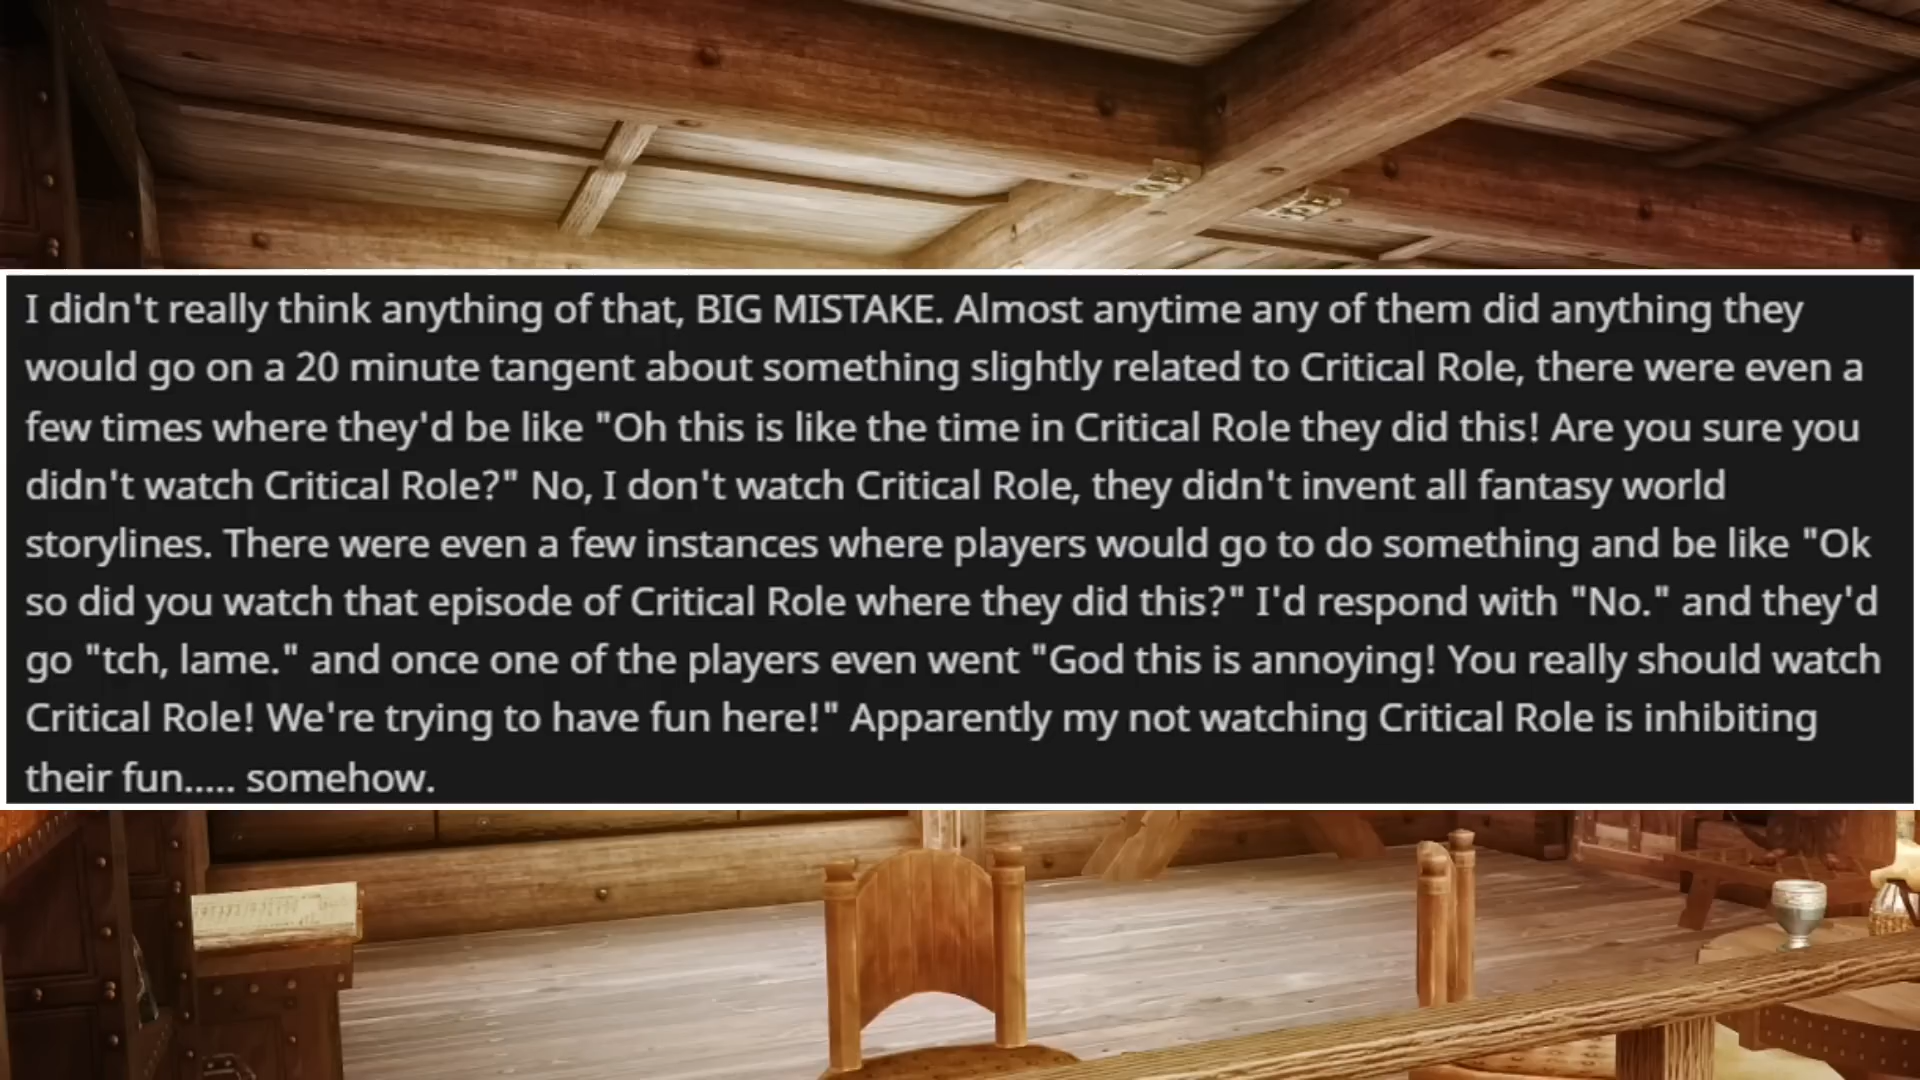 I didn't really think anything of that, BIG MISTAKE. Almost anytime any of them did anything they
would go on a 20 minute tangent about something slightly related to Critical Role, there were even a
few times where they'd be like "Oh this is like the time in Critical Role they did this! Are you sure you
didn't watch Critical Role?" No, I don't watch Critical Role, they didn't invent all fantasy world
storylines. There were even a few instances where players would go to do something and be like "Ok
so did you watch that episode of Critical Role where they did this?" I'd respond with "No." and they'd
go "tch, lame." and once one of the players even went "God this is annoying! You really should watch
Critical Role! We're trying to have fun here!" Apparently my not watching Critical Role is inhibiting
their fun..... somehow.